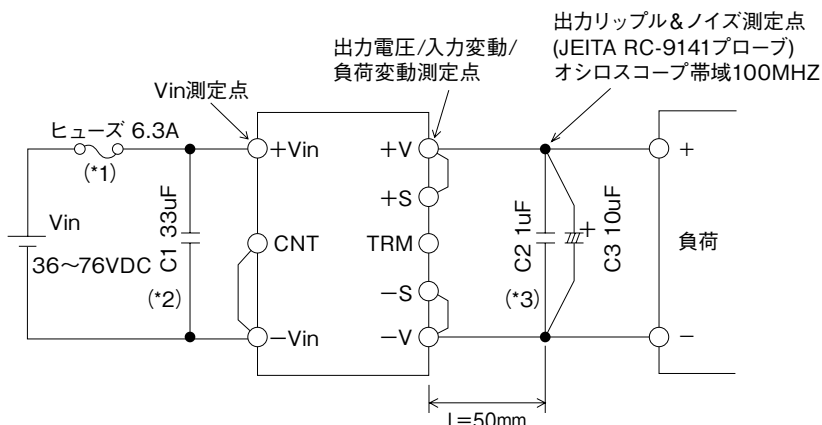 出力リップル&ノイズ測定点
(JEITA RC-9141プローブ)
オシロスコープ帯域100MHZ
出力電圧/入力変動/
負荷変動測定点
Vin測定点
ヒューズ 6.3A
(*1)
+Vin
+V
+
+S
Vin
36〜76VDC
C1 33uF
(*2)
CNT
TRM
C2 1uF
(*3)
+
C3 10uF
負荷
−S
−Vin
−V
−
L=50mm